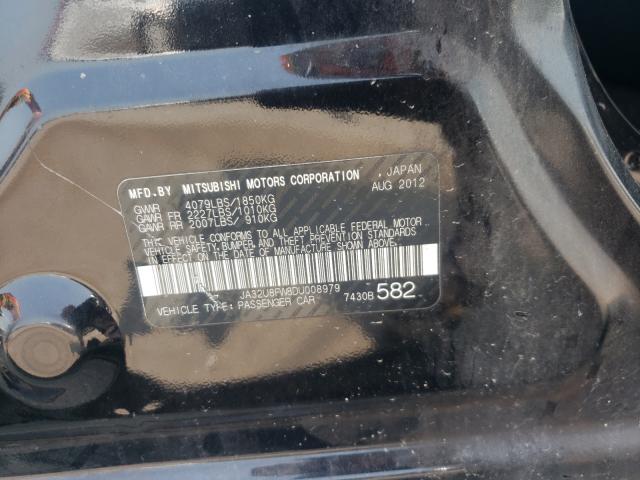 MFD.BY MITSUBISHI MOTORS CORPORATION , JAPAN
GVWR 4079LBS/1850KG AUG 2012
GAWR FR 2227LBS/1010KG
GAWR RR 2007LBS/ 910KG
THIS VEHICLE CONFORMS TO ALL APPLICABLE FEDERAL MOTOR
VEHICLE SAFETY,BUMPER AND THEFT PREVENTION STANDARDS
IN EFFECT ON THE DATE OF MANUFACTURE SHOWN ABOVE.
JA32U8FW8DU008979
VEHICLE TYPE: PASSENGER CAR 7430B 582